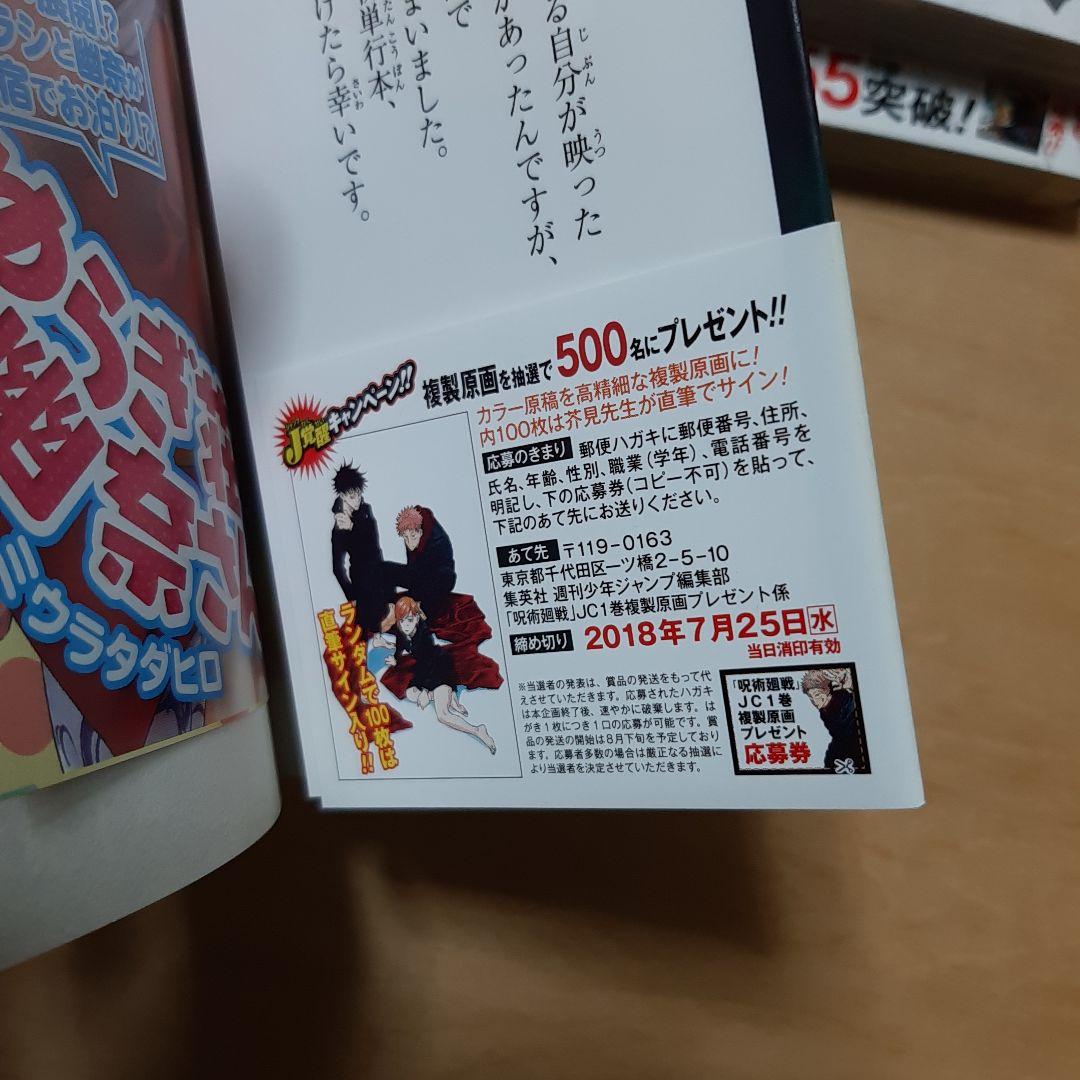 る自分が映った
があったんですが、
で
まいました。
単行本、
けたら幸いです。
じぶん
うつ
たんこうぼん
さいわ
展開!?
ラシと幽奈が
宿でお泊り!?
ミウラタダヒロ
55突破!
J覚醒キャンペーン!!
複製原画を抽選で500名にプレゼント!!
カラー原稿を高精細な複製原画に!
内100枚は芥見先生が直筆でサイン!
応募のきまり 郵便ハガキに郵便番号、住所、
氏名、年齢、性別、職業(学年)、電話番号を
明記し、下の応募券(コピー不可)を貼って、
下記のあて先にお送りください。
あて先 〒119-0163
東京都千代田区一ツ橋2-5-10
集英社 週刊少年ジャンプ編集部
「呪術廻戦」JC1巻複製原画プレゼント係
締め切り 2018年7月25日水
当日消印有効
ランダムで100枚は
直筆サイン入り!!
※当選者の発表は、賞品の発送をもって代
えさせていただきます。応募されたハガキ
は本企画終了後、速やかに破棄します。は
がき1枚につき1口の応募が可能です。賞
品の発送の開始は8月下旬を予定しており
ます。応募者多数の場合は厳正なる抽選に
より当選者を決定させていただきます。
「呪術廻戦」
JC1巻
複製原画
プレゼント
応募券